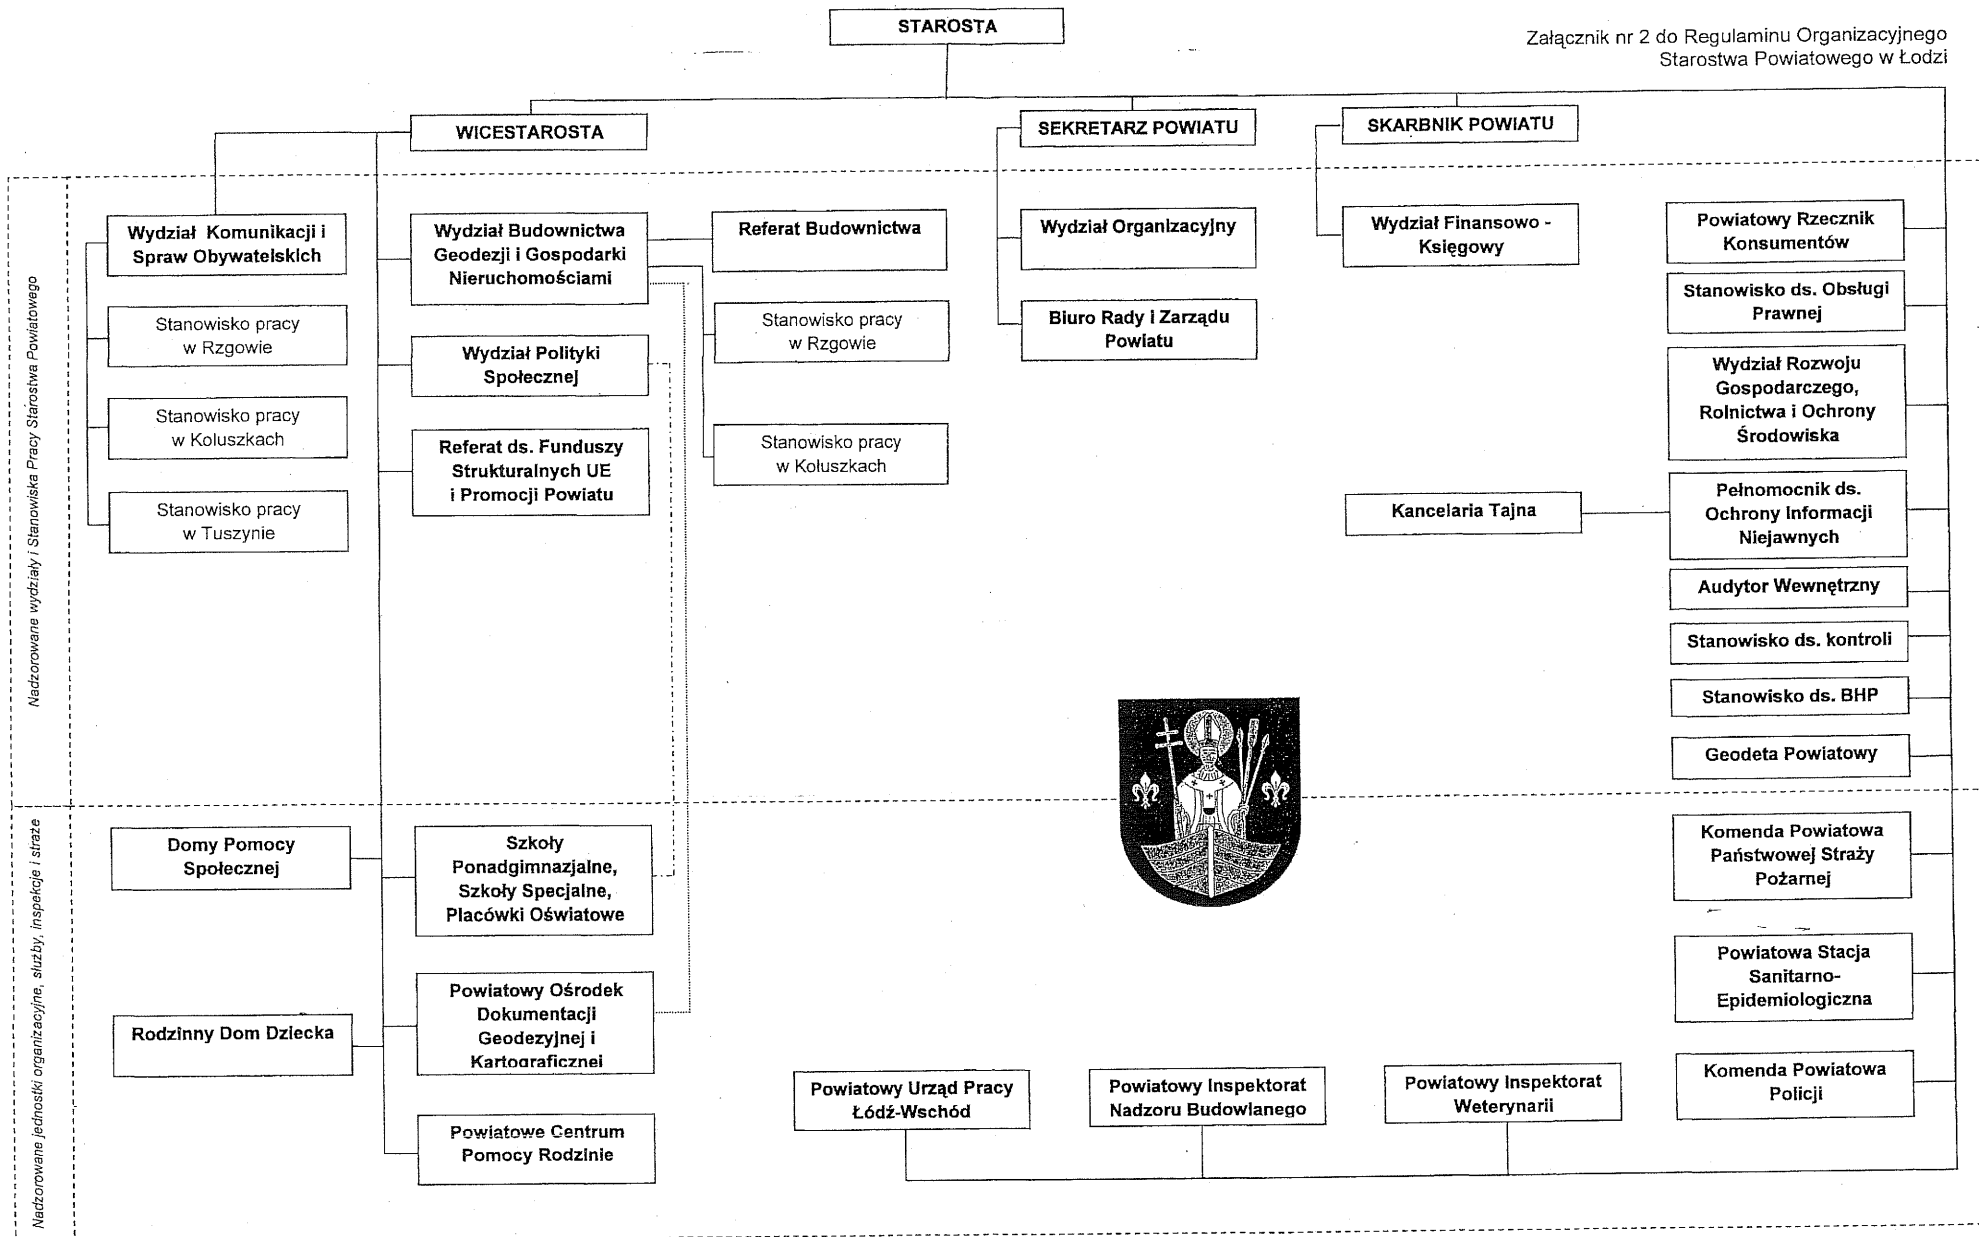 STAROSTA
Załącznik nr 2 do Regulaminu Organizacyjnego
Starostwa Powiatowego w Łodzi
WICESTAROSTA
SEKRETARZ POWIATU
SKARBNIK POWIATU
Nadzorowane wydziały i Stanowiska Pracy Starostwa Powiatowego
Wydział Komunikacji i
Spraw Obywatelskich
Stanowisko pracy
w Rzgowie
Stanowisko pracy
w Koluszkach
Stanowisko pracy
w Tuszynie
Wydział Budownictwa
Geodezji i Gospodarki
Nieruchomościami
Wydział Polityki
Społecznej
Referat ds. Funduszy
Strukturalnych UE
i Promocji Powiatu
Referat Budownictwa
Stanowisko pracy
w Rzgowie
Stanowisko pracy
w Koluszkach
Wydział Organizacyjny
Biuro Rady i Zarządu
Powiatu
Wydział Finansowo -
Księgowy
Kancelaria Tajna
Powiatowy Rzecznik
Konsumentów
Stanowisko ds. Obsługi
Prawnej
Wydział Rozwoju
Gospodarczego,
Rolnictwa i Ochrony
Środowiska
Pełnomocnik ds.
Ochrony Informacji
Niejawnych
Audytor Wewnętrzny
Stanowisko ds. kontroli
Stanowisko ds. BHP
Geodeta Powiatowy
Nadzorowane jednostki organizacyjne, służby, inspekcje i straże
Domy Pomocy
Społecznej
Rodzinny Dom Dziecka
Szkoły
Ponadgimnazjalne,
Szkoły Specjalne,
Placówki Oświatowe
Powiatowy Ośrodek
Dokumentacji
Geodezyjnej i
Kartograficznej
Powiatowe Centrum
Pomocy Rodzinie
Powiatowy Urząd Pracy
Łódź-Wschód
Powiatowy Inspektorat
Nadzoru Budowlanego
Powiatowy Inspektorat
Weterynarii
Komenda Powiatowa
Państwowej Straży
Pożarnej
Powiatowa Stacja
Sanitarno-
Epidemiologiczna
Komenda Powiatowa
Policji